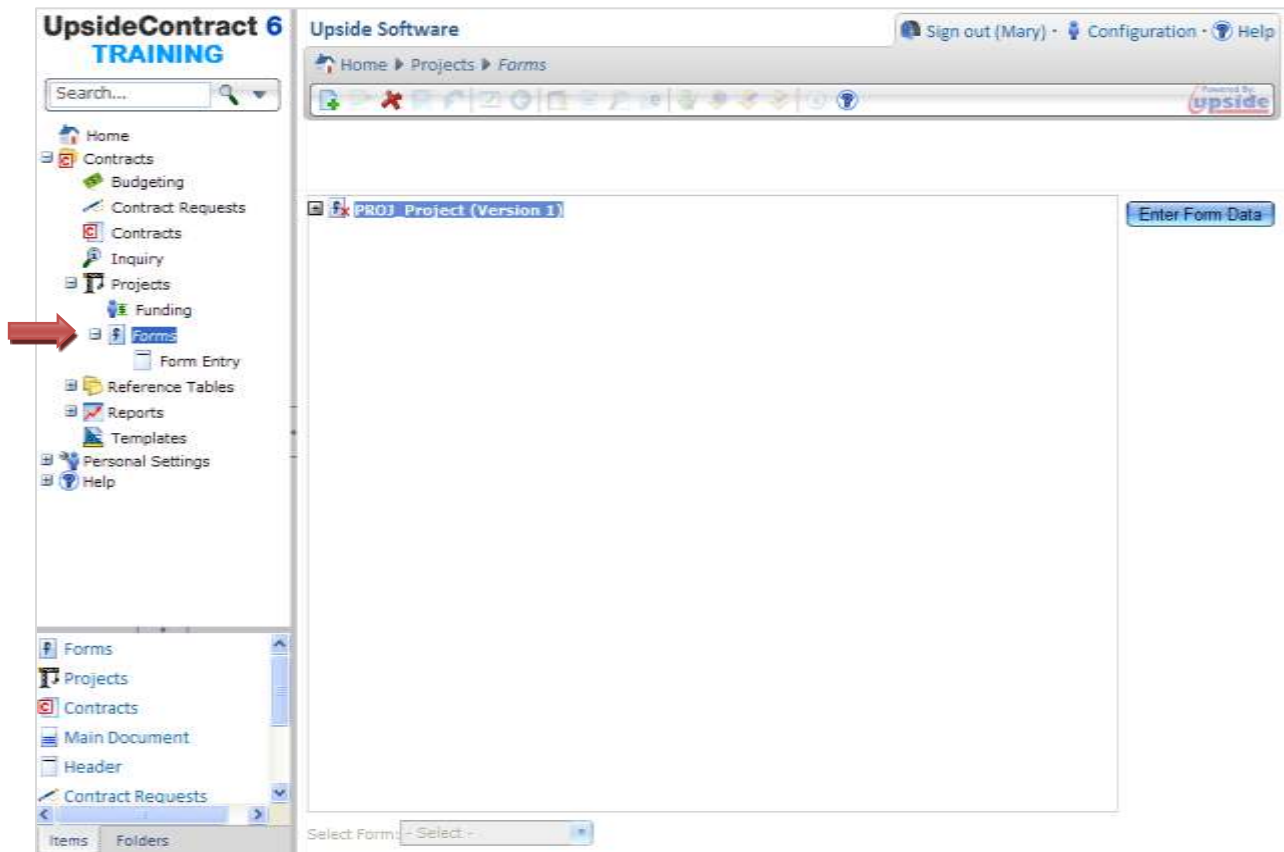 UpsideContract 6
TRAINING
Search...
Home
Contracts
Budgeting
Contract Requests
Contracts
Inquiry
Projects
Funding
Forms
Form Entry
Reference Tables
Reports
Templates
Personal Settings
Help
Forms
Projects
Contracts
Main Document
Header
Contract Requests
Items Folders
Upside Software
Sign out (Mary) · Configuration · Help
Home Projects Forms
Powered By:
upside
PROJ_Project (Version 1)
Enter Form Data
Select Form: - Select -